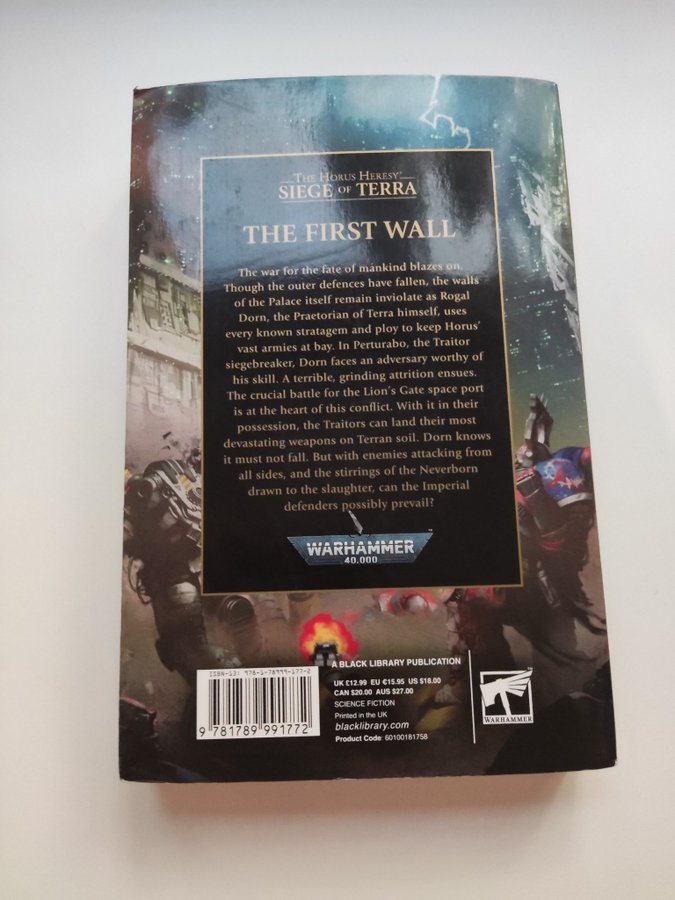 THE HORUS HERESY®
SIEGE OF TERRA
THE FIRST WALL
The war for the fate of mankind blazes on.
Though the outer defences have fallen, the walls
of the Palace itself remain inviolate as Rogal
Dorn, the Praetorian of Terra himself, uses
every known stratagem and ploy to keep Horus'
vast armies at bay. In Perturabo, the Traitor
siegebreaker, Dorn faces an adversary worthy of
his skill. A terrible, grinding attrition ensues.
The crucial battle for the Lion's Gate space port
is at the heart of this conflict. With it in their
possession, the Traitors can land their most
devastating weapons on Terran soil. Dorn knows
it must not fall. But with enemies attacking from
all sides, and the stirrings of the Neverborn
drawn to the slaughter, can the Imperial
defenders possibly prevail?
WARHAMMER™
40,000
A BLACK LIBRARY PUBLICATION
UK £12.99 EU €15.95 US $18.00
CAN $20.00 AUS $27.00
SCIENCE FICTION
Printed in the UK
blacklibrary.com
Product Code: 60100181758
ISBN-13: 978-1-78999-177-2
9 781789 991772
WARHAMMER